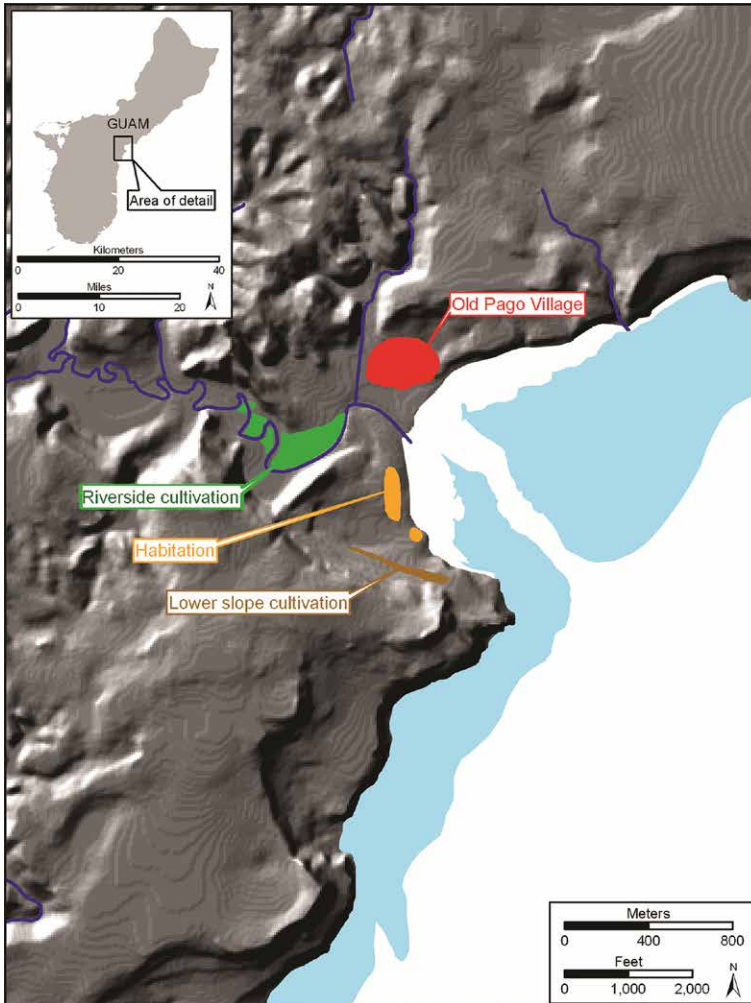 GUAM
Area of detail
Kilometers
0 20 40
Miles
0 10 20
N
Old Pago Village
Riverside cultivation
Habitation
Lower slope cultivation
Meters
0 400 800
Feet
0 1,000 2,000
N